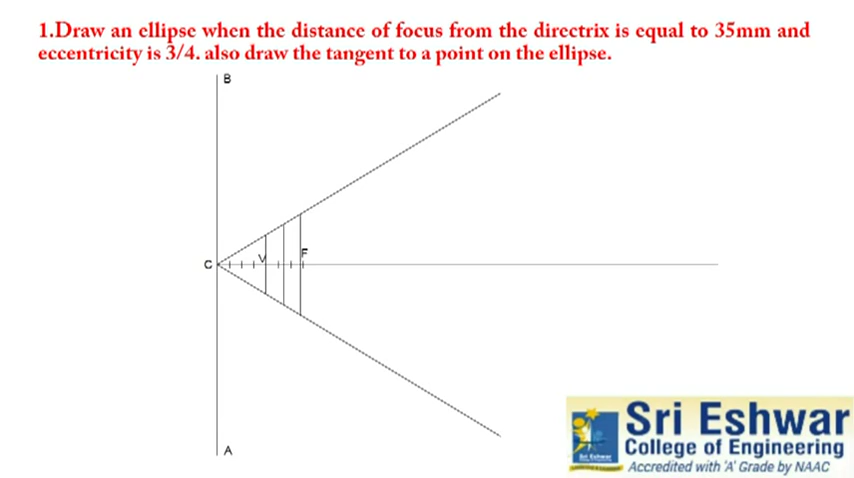 1.Draw an ellipse when the distance of focus from the directrix is equal to 35mm and
eccentricity is 3/4. also draw the tangent to a point on the ellipse.
B
C
V
F
A
Sri Eshwar
College of Engineering
Accredited with 'A' Grade by NAAC